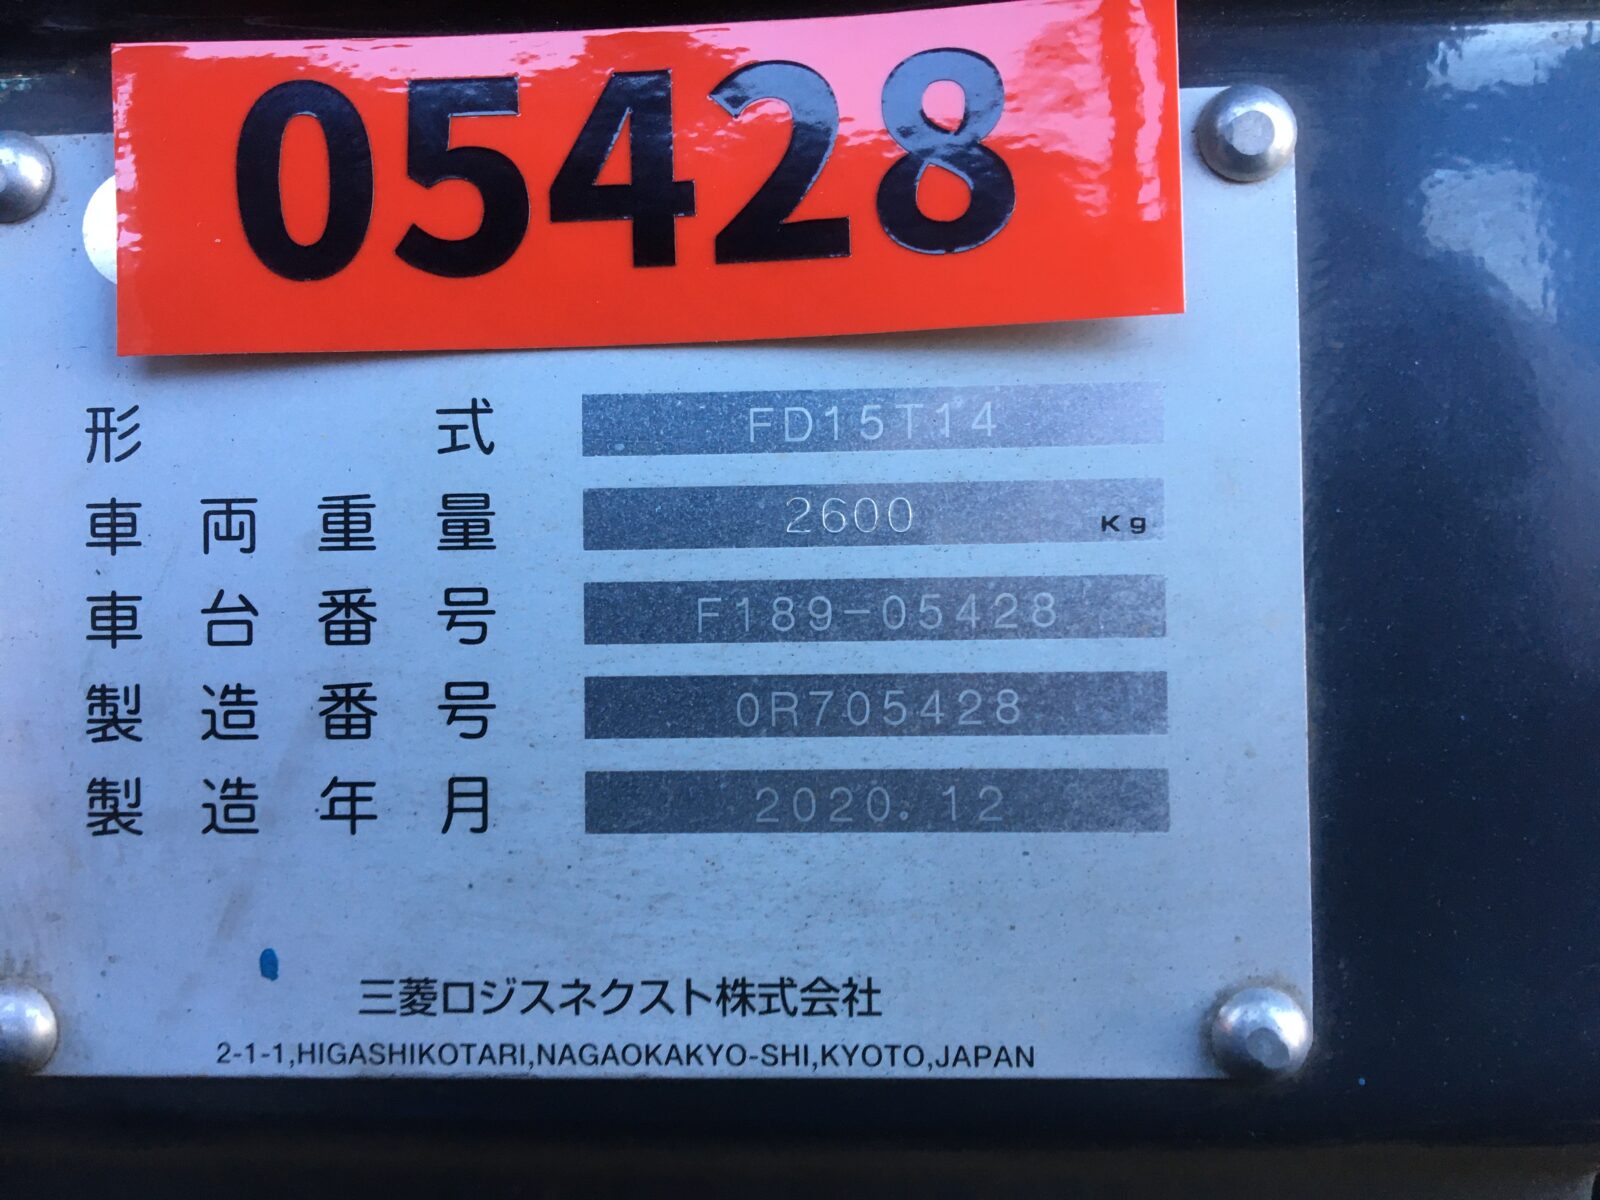 05428
形式 FD15T14
車両重量 2600 Kg
車台番号 F189-05428
製造番号 0R705428
製造年月 2020.12
三菱ロジスネクスト株式会社
2-1-1,HIGASHIKOTARI,NAGAOKAKYO-SHI,KYOTO,JAPAN